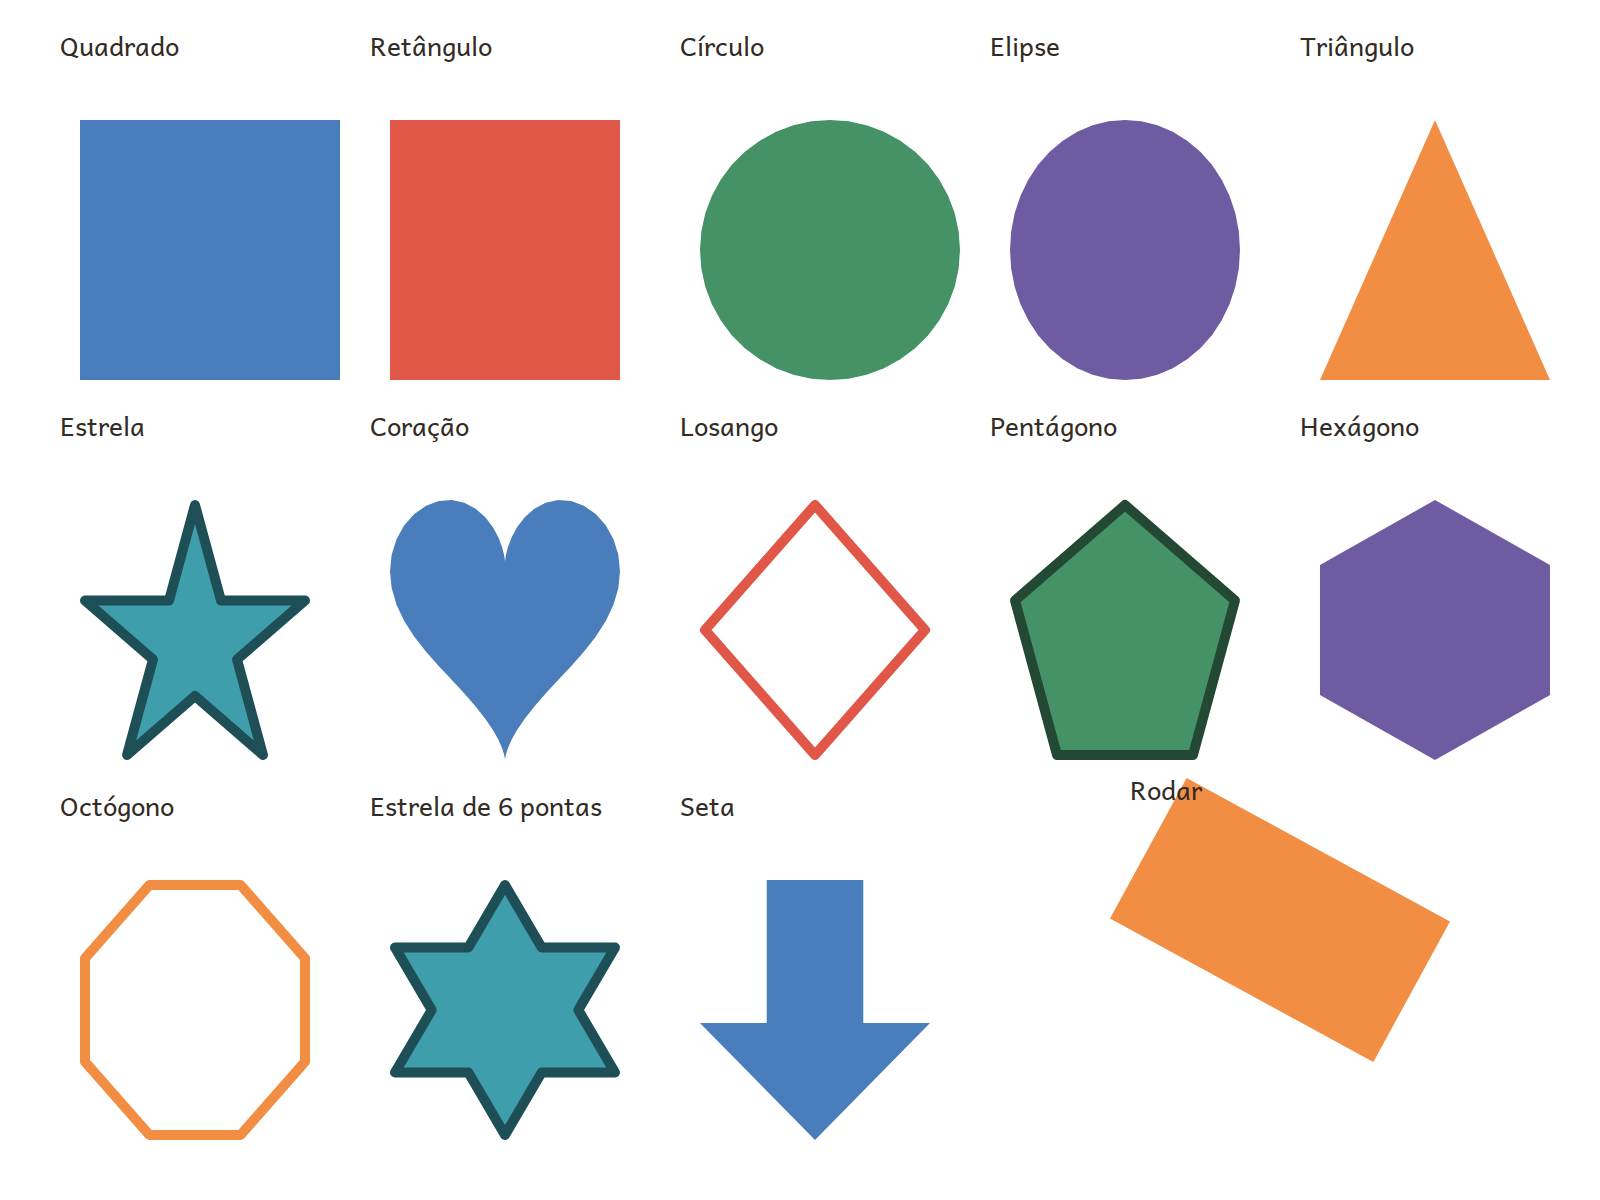 Quadrado
Retângulo
Círculo
Elipse
Triângulo
Estrela
Coração
Losango
Pentágono
Hexágono
Octógono
Estrela de 6 pontas
Seta
Rodar